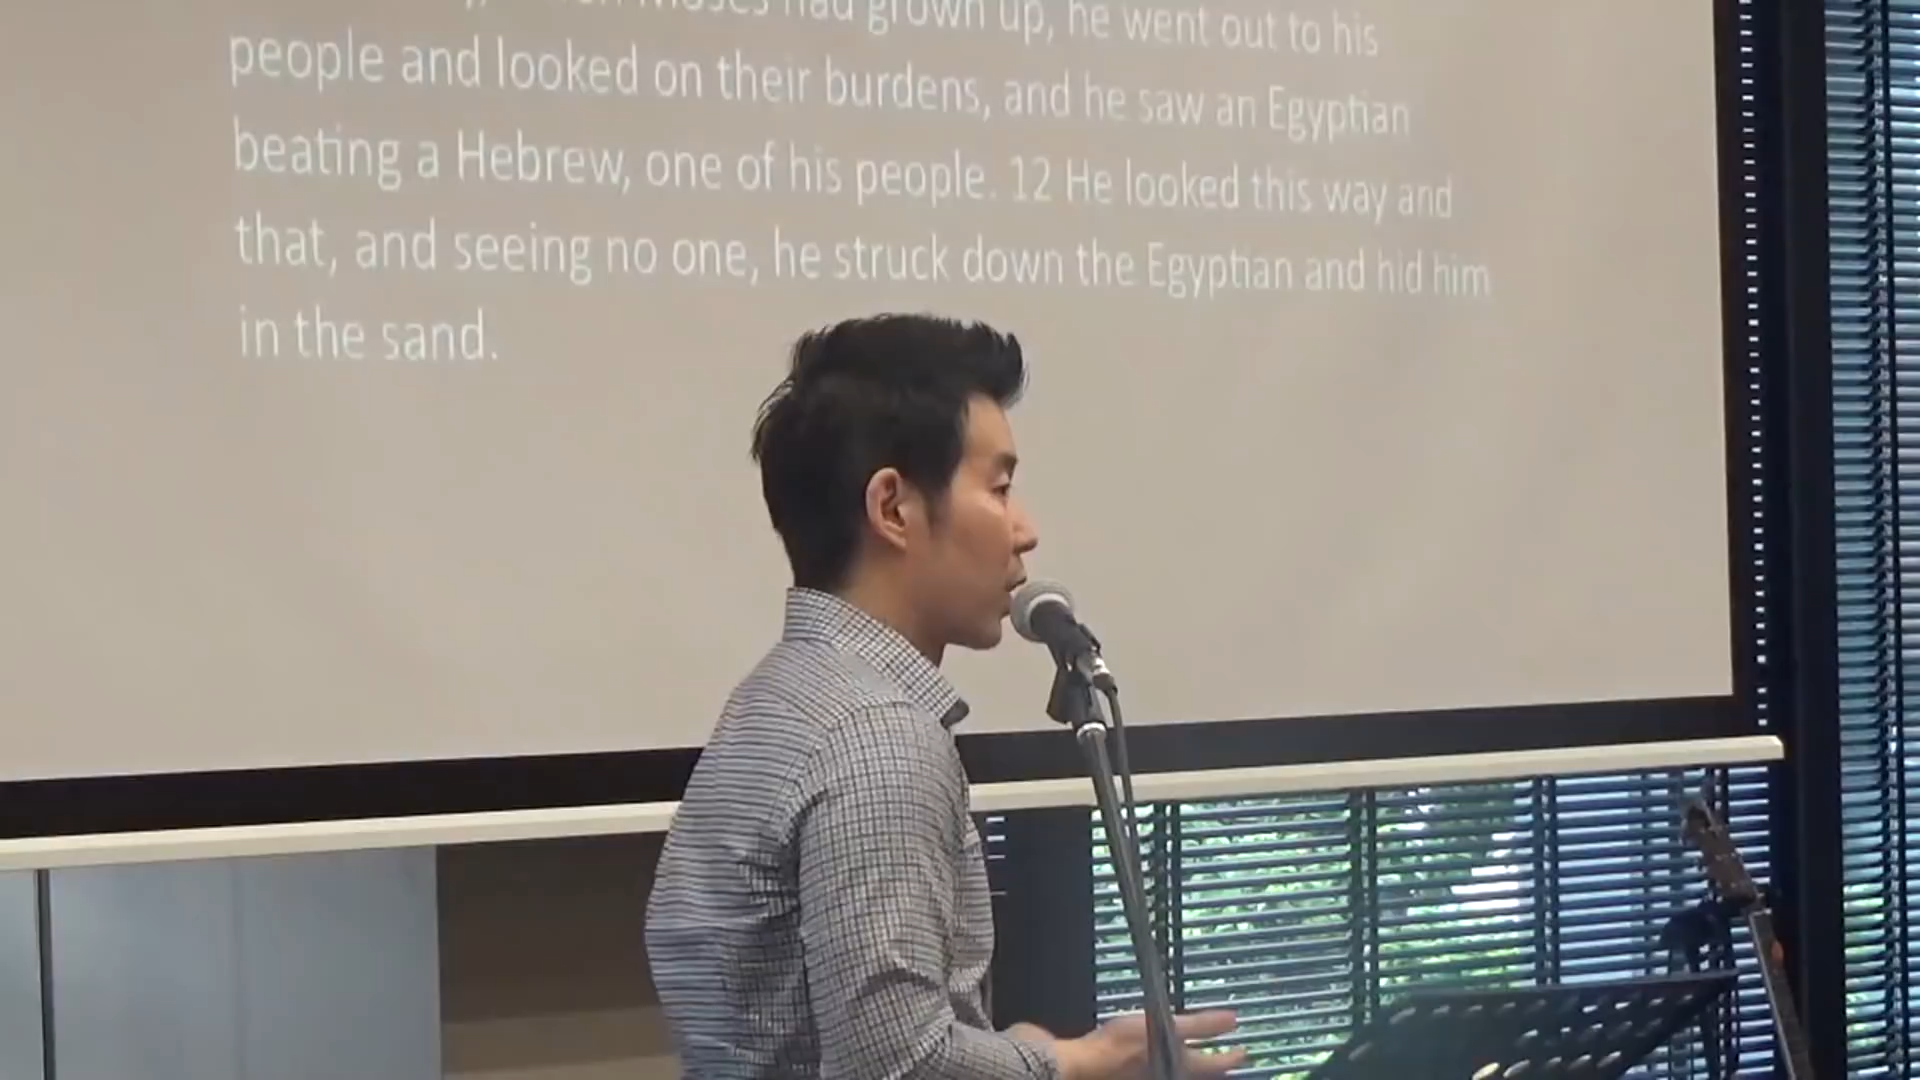 Moses had grown up, he went out to his
people and looked on their burdens, and he saw an Egyptian
beating a Hebrew, one of his people. 12 He looked this way and
that, and seeing no one, he struck down the Egyptian and hid him
in the sand.